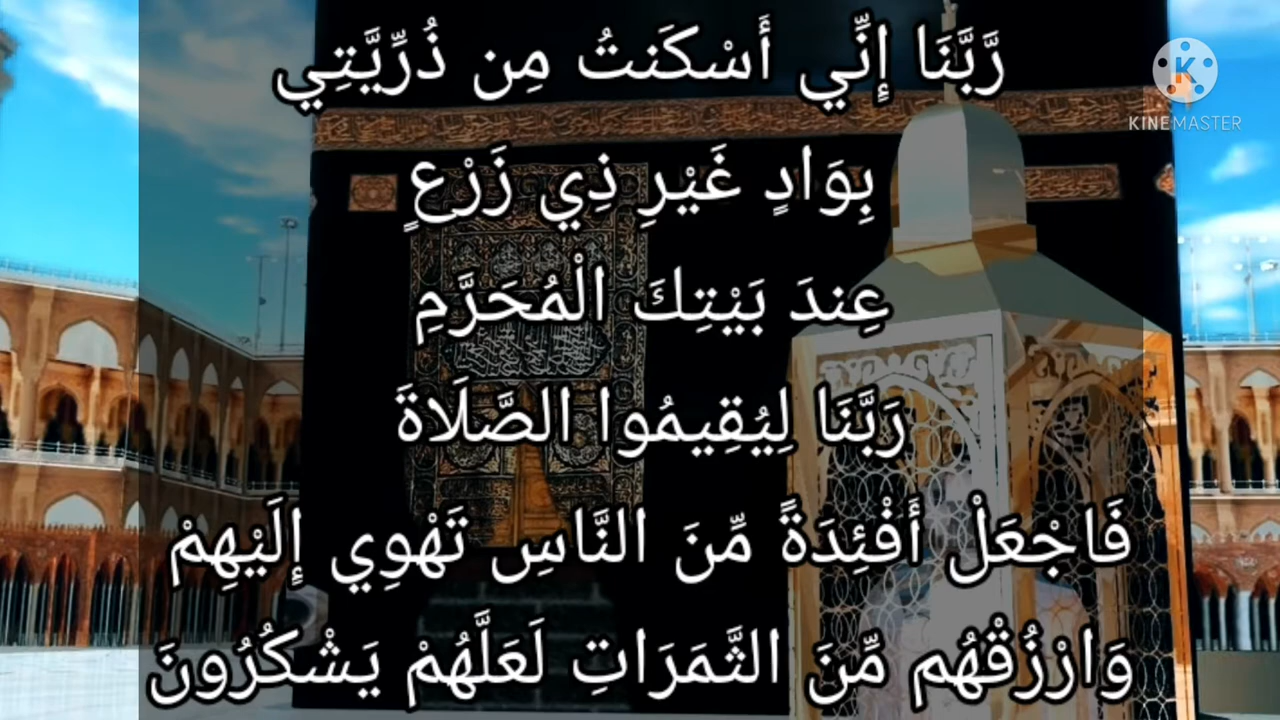 رَّبَّنَا إِنِّي أَسْكَنتُ مِن ذُرِّيَّتِي
بِوَادٍ غَيْرِ ذِي زَرْعٍ
عِندَ بَيْتِكَ الْمُحَرَّمِ
رَبَّنَا لِيُقِيمُوا الصَّلَاةَ
فَاجْعَلْ أَفْئِدَةً مِّنَ النَّاسِ تَهْوِي إِلَيْهِمْ
وَارْزُقْهُم مِّنَ الثَّمَرَاتِ لَعَلَّهُمْ يَشْكُرُونَ
K
KINEMASTER